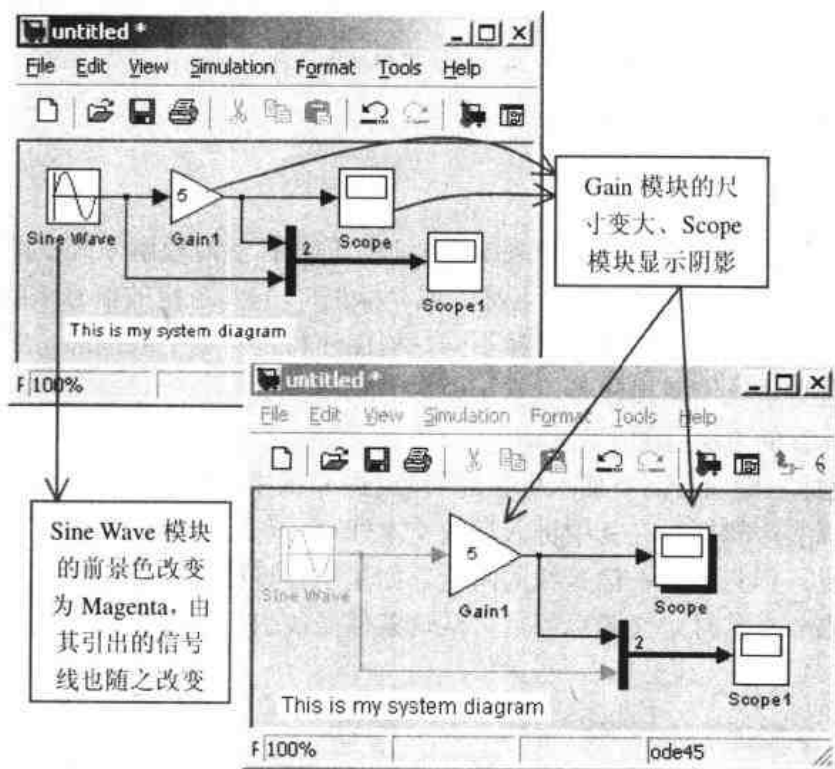 untitled *
File Edit View Simulation Format Tools Help
5
Sine Wave
Gain1
Scope
2
Scope1
This is my system diagram
F 100%
Gain 模块的尺
寸变大、Scope
模块显示阴影
Sine Wave 模块
的前景色改变
为 Magenta，由
其引出的信号
线也随之改变
untitled *
File Edit View Simulation Format Tools Help
5
Sine Wave
Gain1
Scope
2
Scope1
This is my system diagram
F 100%
ode45